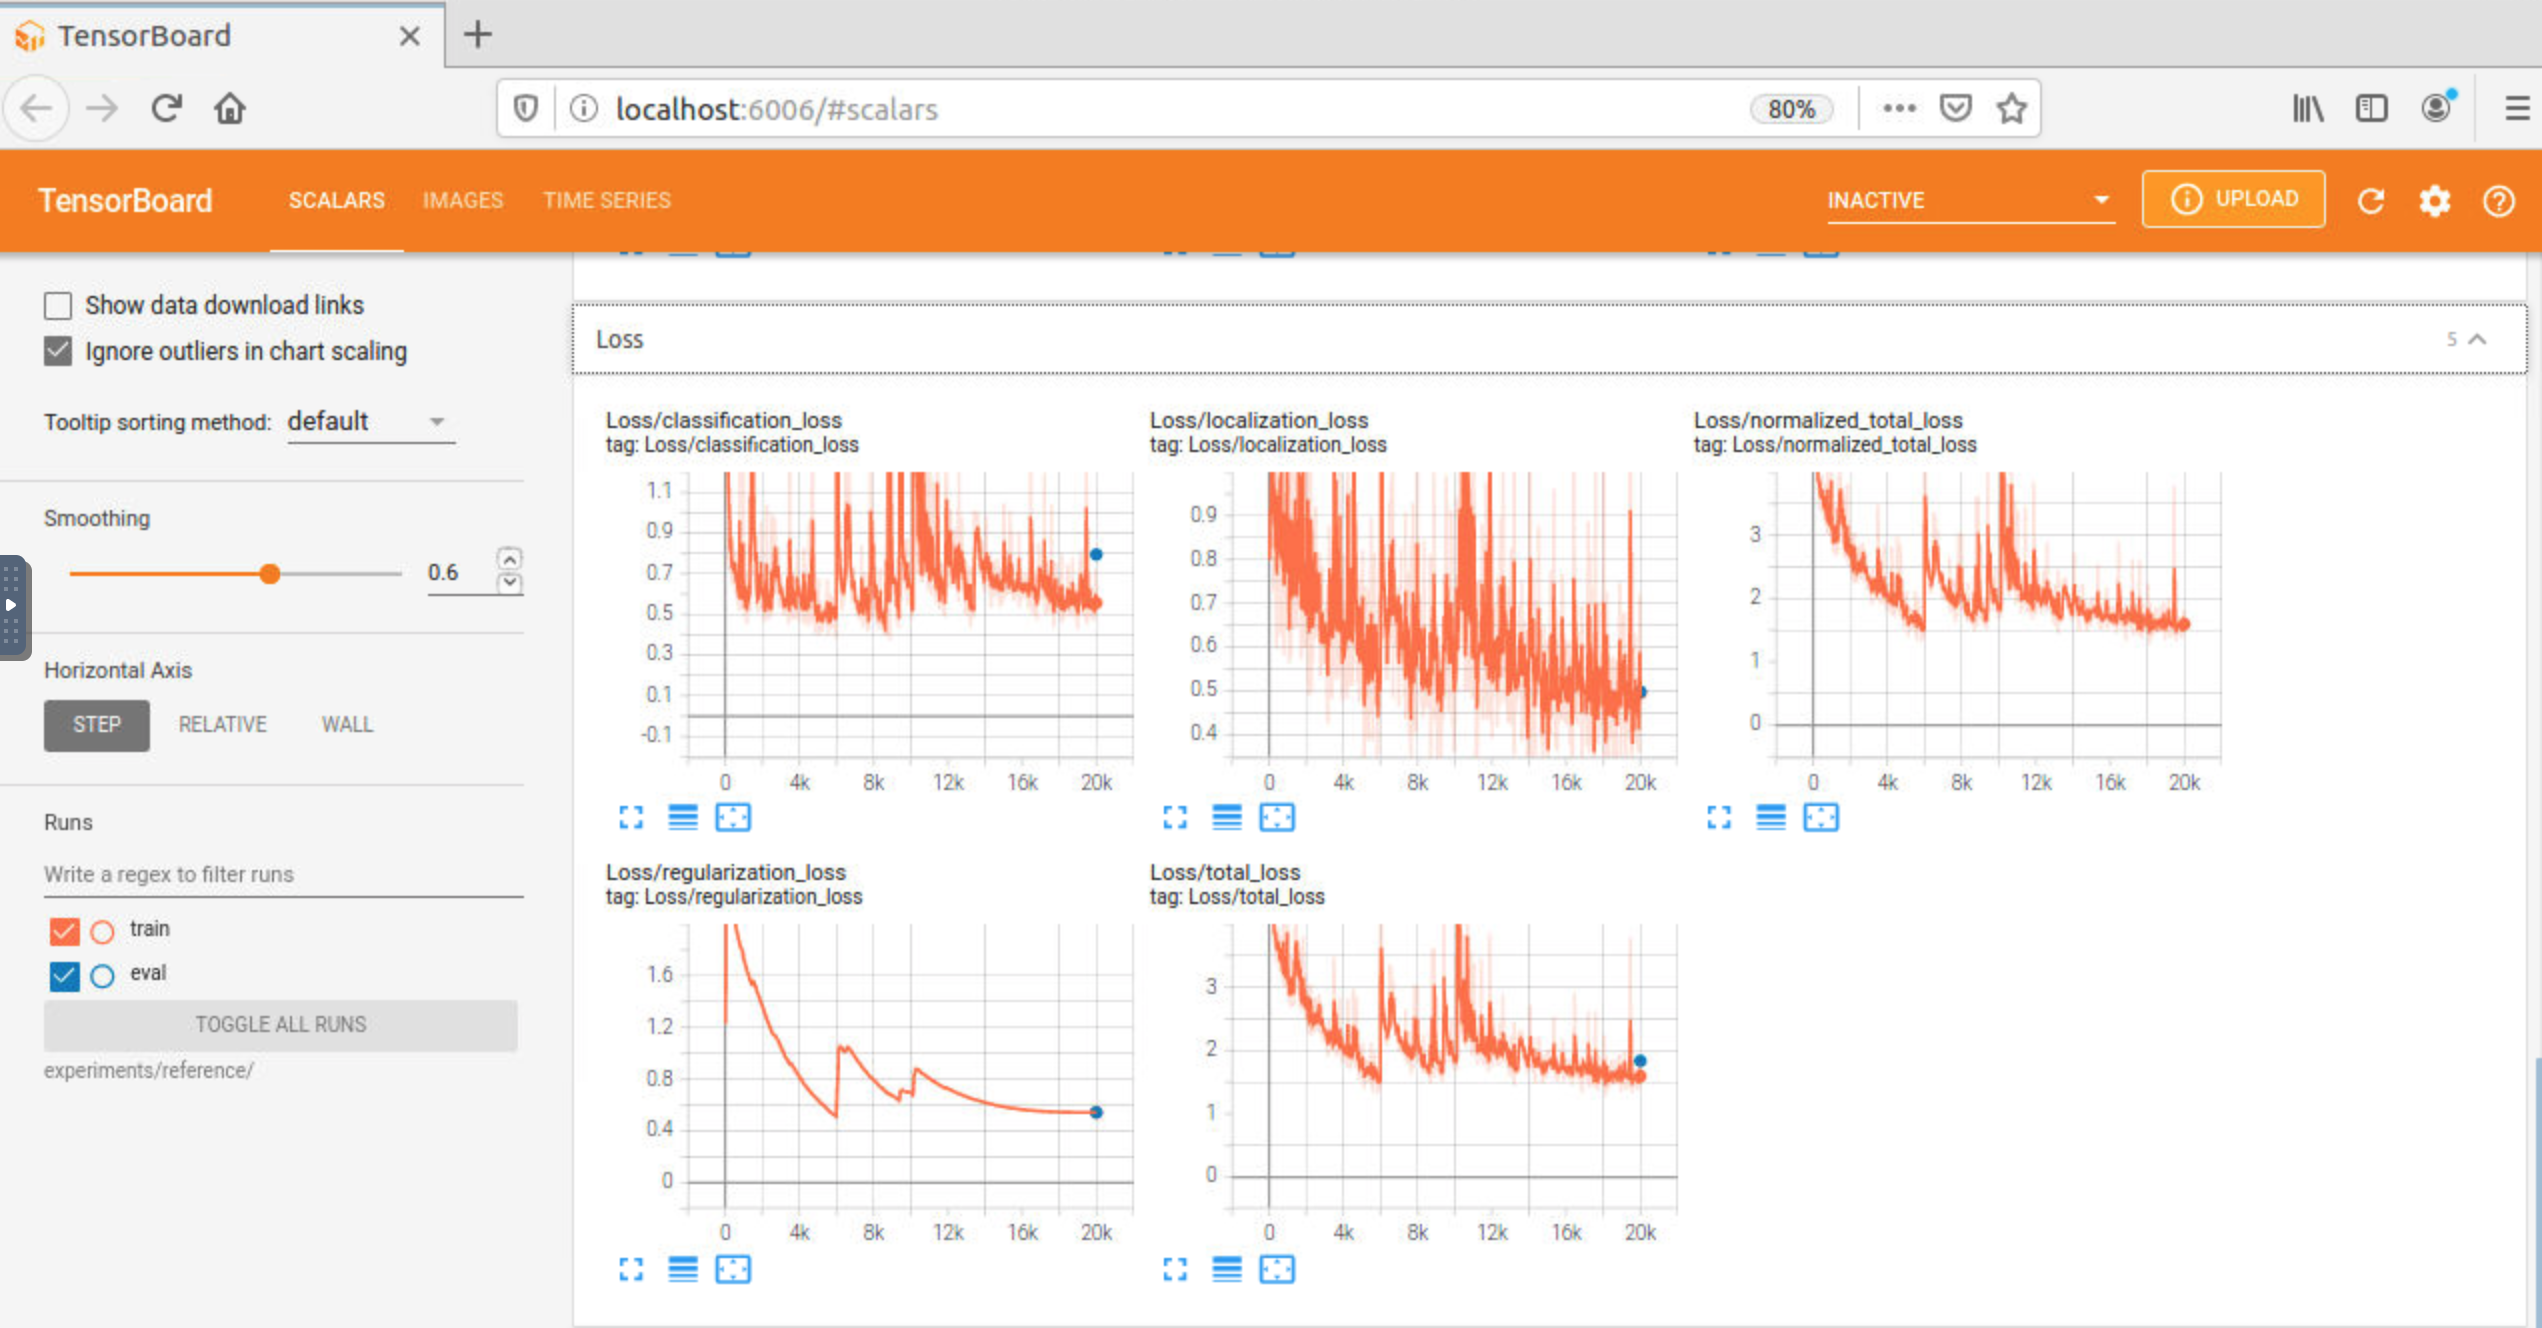 TensorBoard
localhost:6006/#scalars
80%
TensorBoard
SCALARS
IMAGES
TIME SERIES
INACTIVE
UPLOAD
Show data download links
Ignore outliers in chart scaling
Tooltip sorting method: default
Smoothing
0.6
Horizontal Axis
STEP
RELATIVE
WALL
Runs
Write a regex to filter runs
train
eval
TOGGLE ALL RUNS
experiments/reference/
Loss
5
Loss/classification_loss
tag: Loss/classification_loss
1.1
0.9
0.7
0.5
0.3
0.1
-0.1
0 4k 8k 12k 16k 20k
Loss/localization_loss
tag: Loss/localization_loss
0.9
0.8
0.7
0.6
0.5
0.4
0 4k 8k 12k 16k 20k
Loss/normalized_total_loss
tag: Loss/normalized_total_loss
3
2
1
0
0 4k 8k 12k 16k 20k
Loss/regularization_loss
tag: Loss/regularization_loss
1.6
1.2
0.8
0.4
0
0 4k 8k 12k 16k 20k
Loss/total_loss
tag: Loss/total_loss
3
2
1
0
0 4k 8k 12k 16k 20k